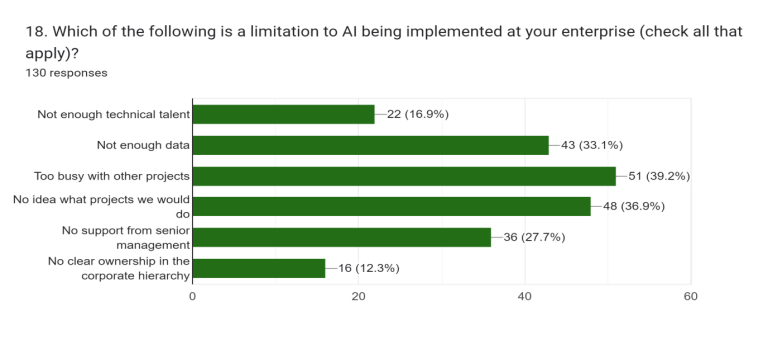 18. Which of the following is a limitation to AI being implemented at your enterprise (check all that
apply)?
130 responses
Not enough technical talent 22 (16.9%)
Not enough data 43 (33.1%)
Too busy with other projects 51 (39.2%)
No idea what projects we would
do 48 (36.9%)
No support from senior
management 36 (27.7%)
No clear ownership in the
corporate hierarchy 16 (12.3%)
0 20 40 60